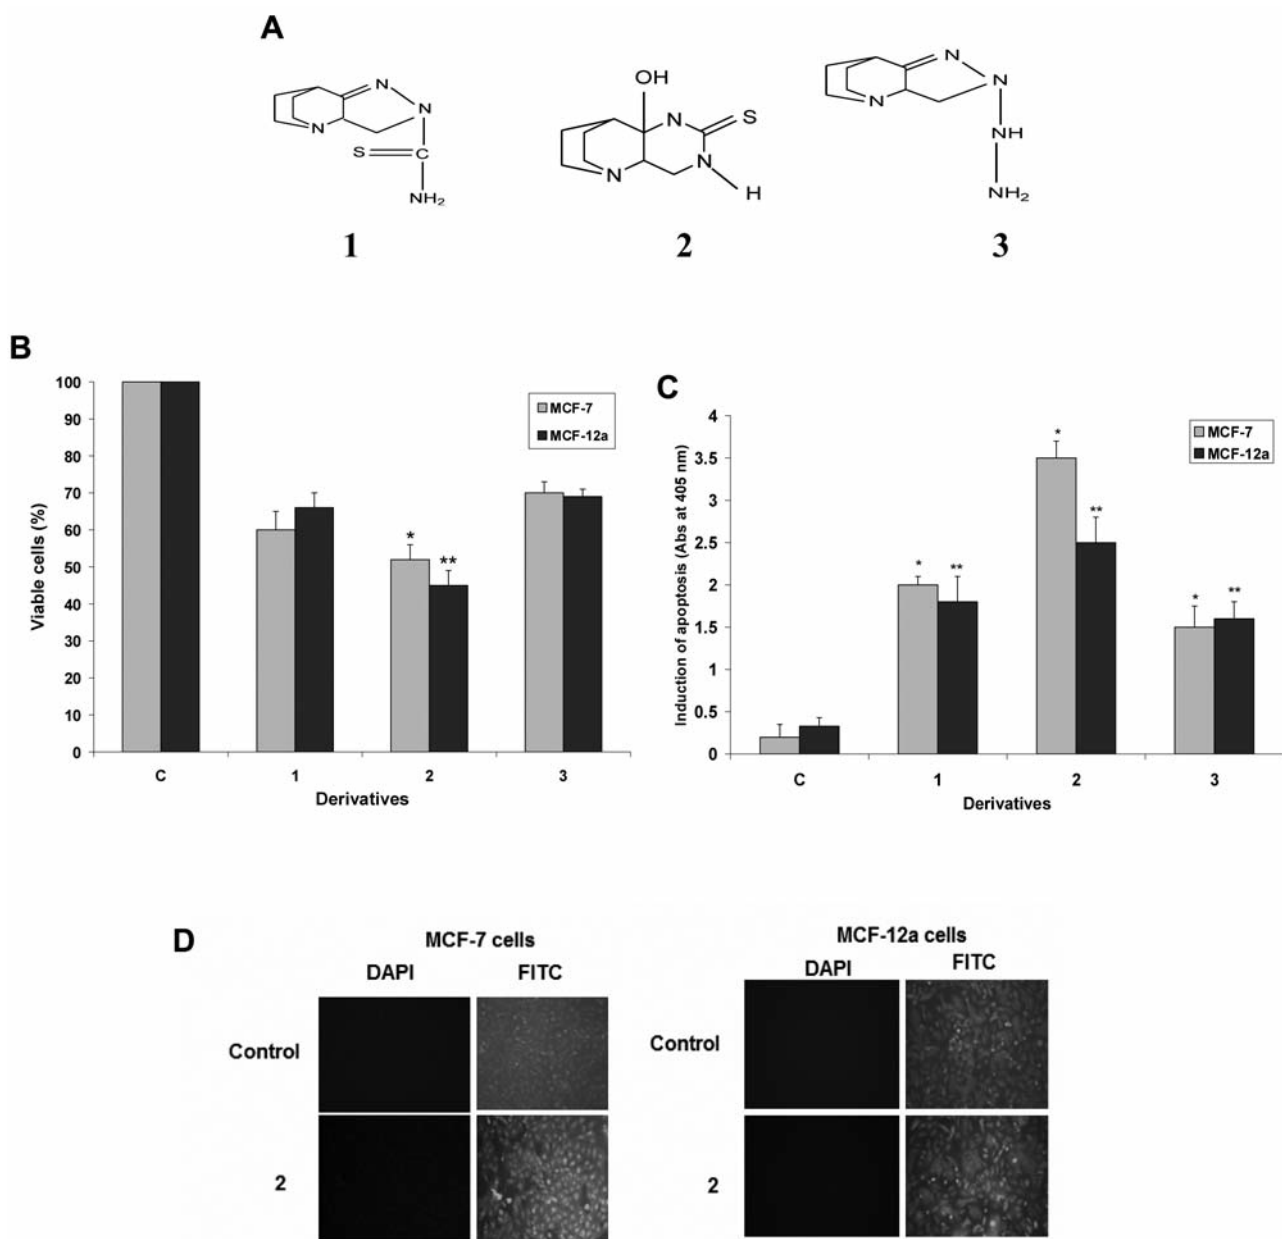 A
N
N
N
S
C
NH2
1
OH
N
S
N
N
H
2
N
N
N
NH
NH2
3
B
Viable cells (%)
100
90
80
70
60
50
40
30
20
10
0
MCF-7
MCF-12a
*
**
C 1 2 3
Derivatives
C
Induction of apoptosis (Abs at 405 nm)
4
3.5
3
2.5
2
1.5
1
0.5
0
MCF-7
MCF-12a
* ** * ** * **
C 1 2 3
Derivatives
D
MCF-7 cells
DAPI FITC
Control
2
MCF-12a cells
DAPI FITC
Control
2